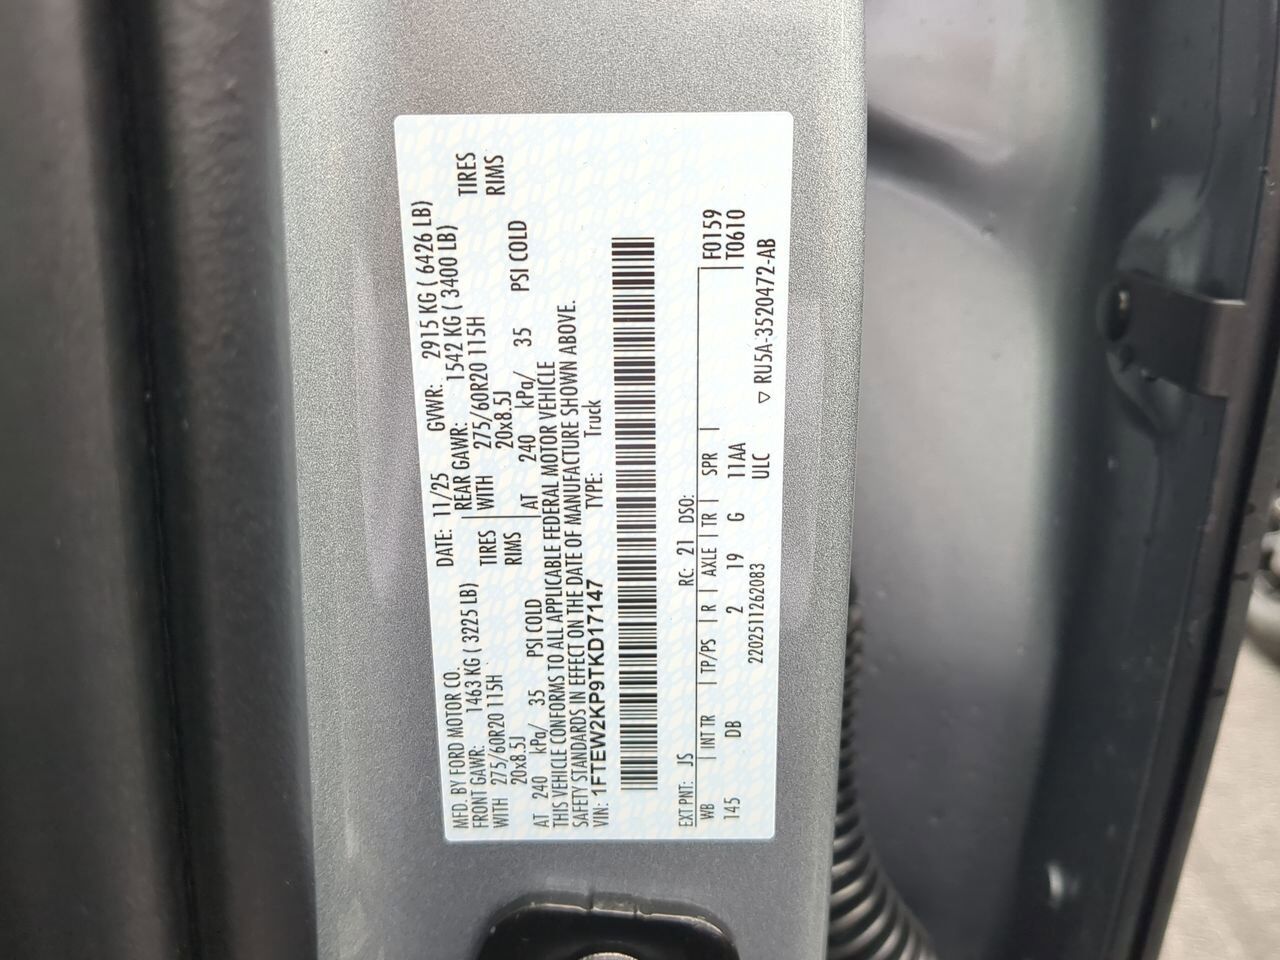 MFD. BY FORD MOTOR CO. DATE: 11/25 GVWR: 2915 KG ( 6426 LB)
FRONT GAWR: 1463 KG ( 3225 LB) REAR GAWR: 1542 KG ( 3400 LB)
WITH 275/60R20 115H TIRES WITH 275/60R20 115H TIRES
20x8.5J RIMS 20x8.5J RIMS
AT 240 kPa/ 35 PSI COLD AT 240 kPa/ 35 PSI COLD
THIS VEHICLE CONFORMS TO ALL APPLICABLE FEDERAL MOTOR VEHICLE
SAFETY STANDARDS IN EFFECT ON THE DATE OF MANUFACTURE SHOWN ABOVE.
VIN: 1FTEW2KP9TKD17147 TYPE: Truck
EXT PNT: JS RC: 21 DSO:
WB | INT TR | TP/PS | R | AXLE | TR | SPR | F0159
145 DB 2 19 G 11AA T0610
2202511262083 ULC
▽ RU5A-3520472-AB